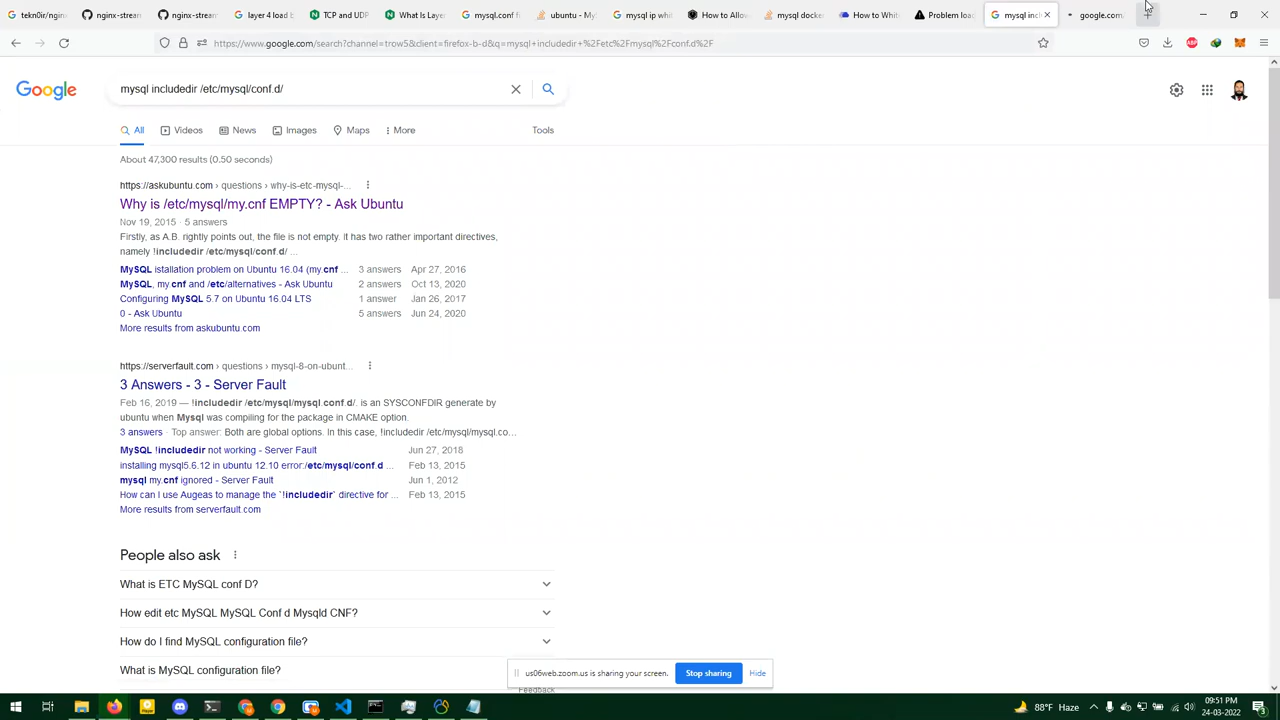 tekn0ir/nginx
nginx-stream
nginx-stream
layer 4 load b
TCP and UDP
What Is Layer
mysql.conf f
ubuntu - My
mysql ip whi
How to Allow
mysql docke
How to White
Problem load
mysql incl
google.com/
https://www.google.com/search?channel=trow5&client=firefox-b-d&q=mysql+includedir+%2Fetc%2Fmysql%2Fconf.d%2F
Google
mysql includedir /etc/mysql/conf.d/
All
Videos
News
Images
Maps
More
Tools
About 47,300 results (0.50 seconds)
https://askubuntu.com › questions › why-is-etc-mysql-...
Why is /etc/mysql/my.cnf EMPTY? - Ask Ubuntu
Nov 19, 2015 · 5 answers
Firstly, as A.B. rightly points out, the file is not empty. it has two rather important directives,
namely !includedir /etc/mysql/conf.d/ ...
MySQL istallation problem on Ubuntu 16.04 (my.cnf ... 3 answers Apr 27, 2016
MySQL, my.cnf and /etc/alternatives - Ask Ubuntu 2 answers Oct 13, 2020
Configuring MySQL 5.7 on Ubuntu 16.04 LTS 1 answer Jan 26, 2017
0 - Ask Ubuntu 5 answers Jun 24, 2020
More results from askubuntu.com
https://serverfault.com › questions › mysql-8-on-ubunt...
3 Answers - 3 - Server Fault
Feb 16, 2019 — !includedir /etc/mysql/mysql.conf.d/. is an SYSCONFDIR generate by
ubuntu when Mysql was compiling for the package in CMAKE option.
3 answers · Top answer: Both are global options. In this case, !includedir /etc/mysql/mysql.co...
MySQL !includedir not working - Server Fault Jun 27, 2018
installing mysql5.6.12 in ubuntu 12.10 error:/etc/mysql/conf.d ... Feb 13, 2015
mysql my.cnf ignored - Server Fault Jun 1, 2012
How can I use Augeas to manage the `!includedir` directive for ... Feb 13, 2015
More results from serverfault.com
People also ask
What is ETC MySQL conf D?
How edit etc MySQL MySQL Conf d Mysqld CNF?
How do I find MySQL configuration file?
What is MySQL configuration file?
us06web.zoom.us is sharing your screen.
Stop sharing
Hide
Feedback
88°F Haze
09:51 PM
24-03-2022
3